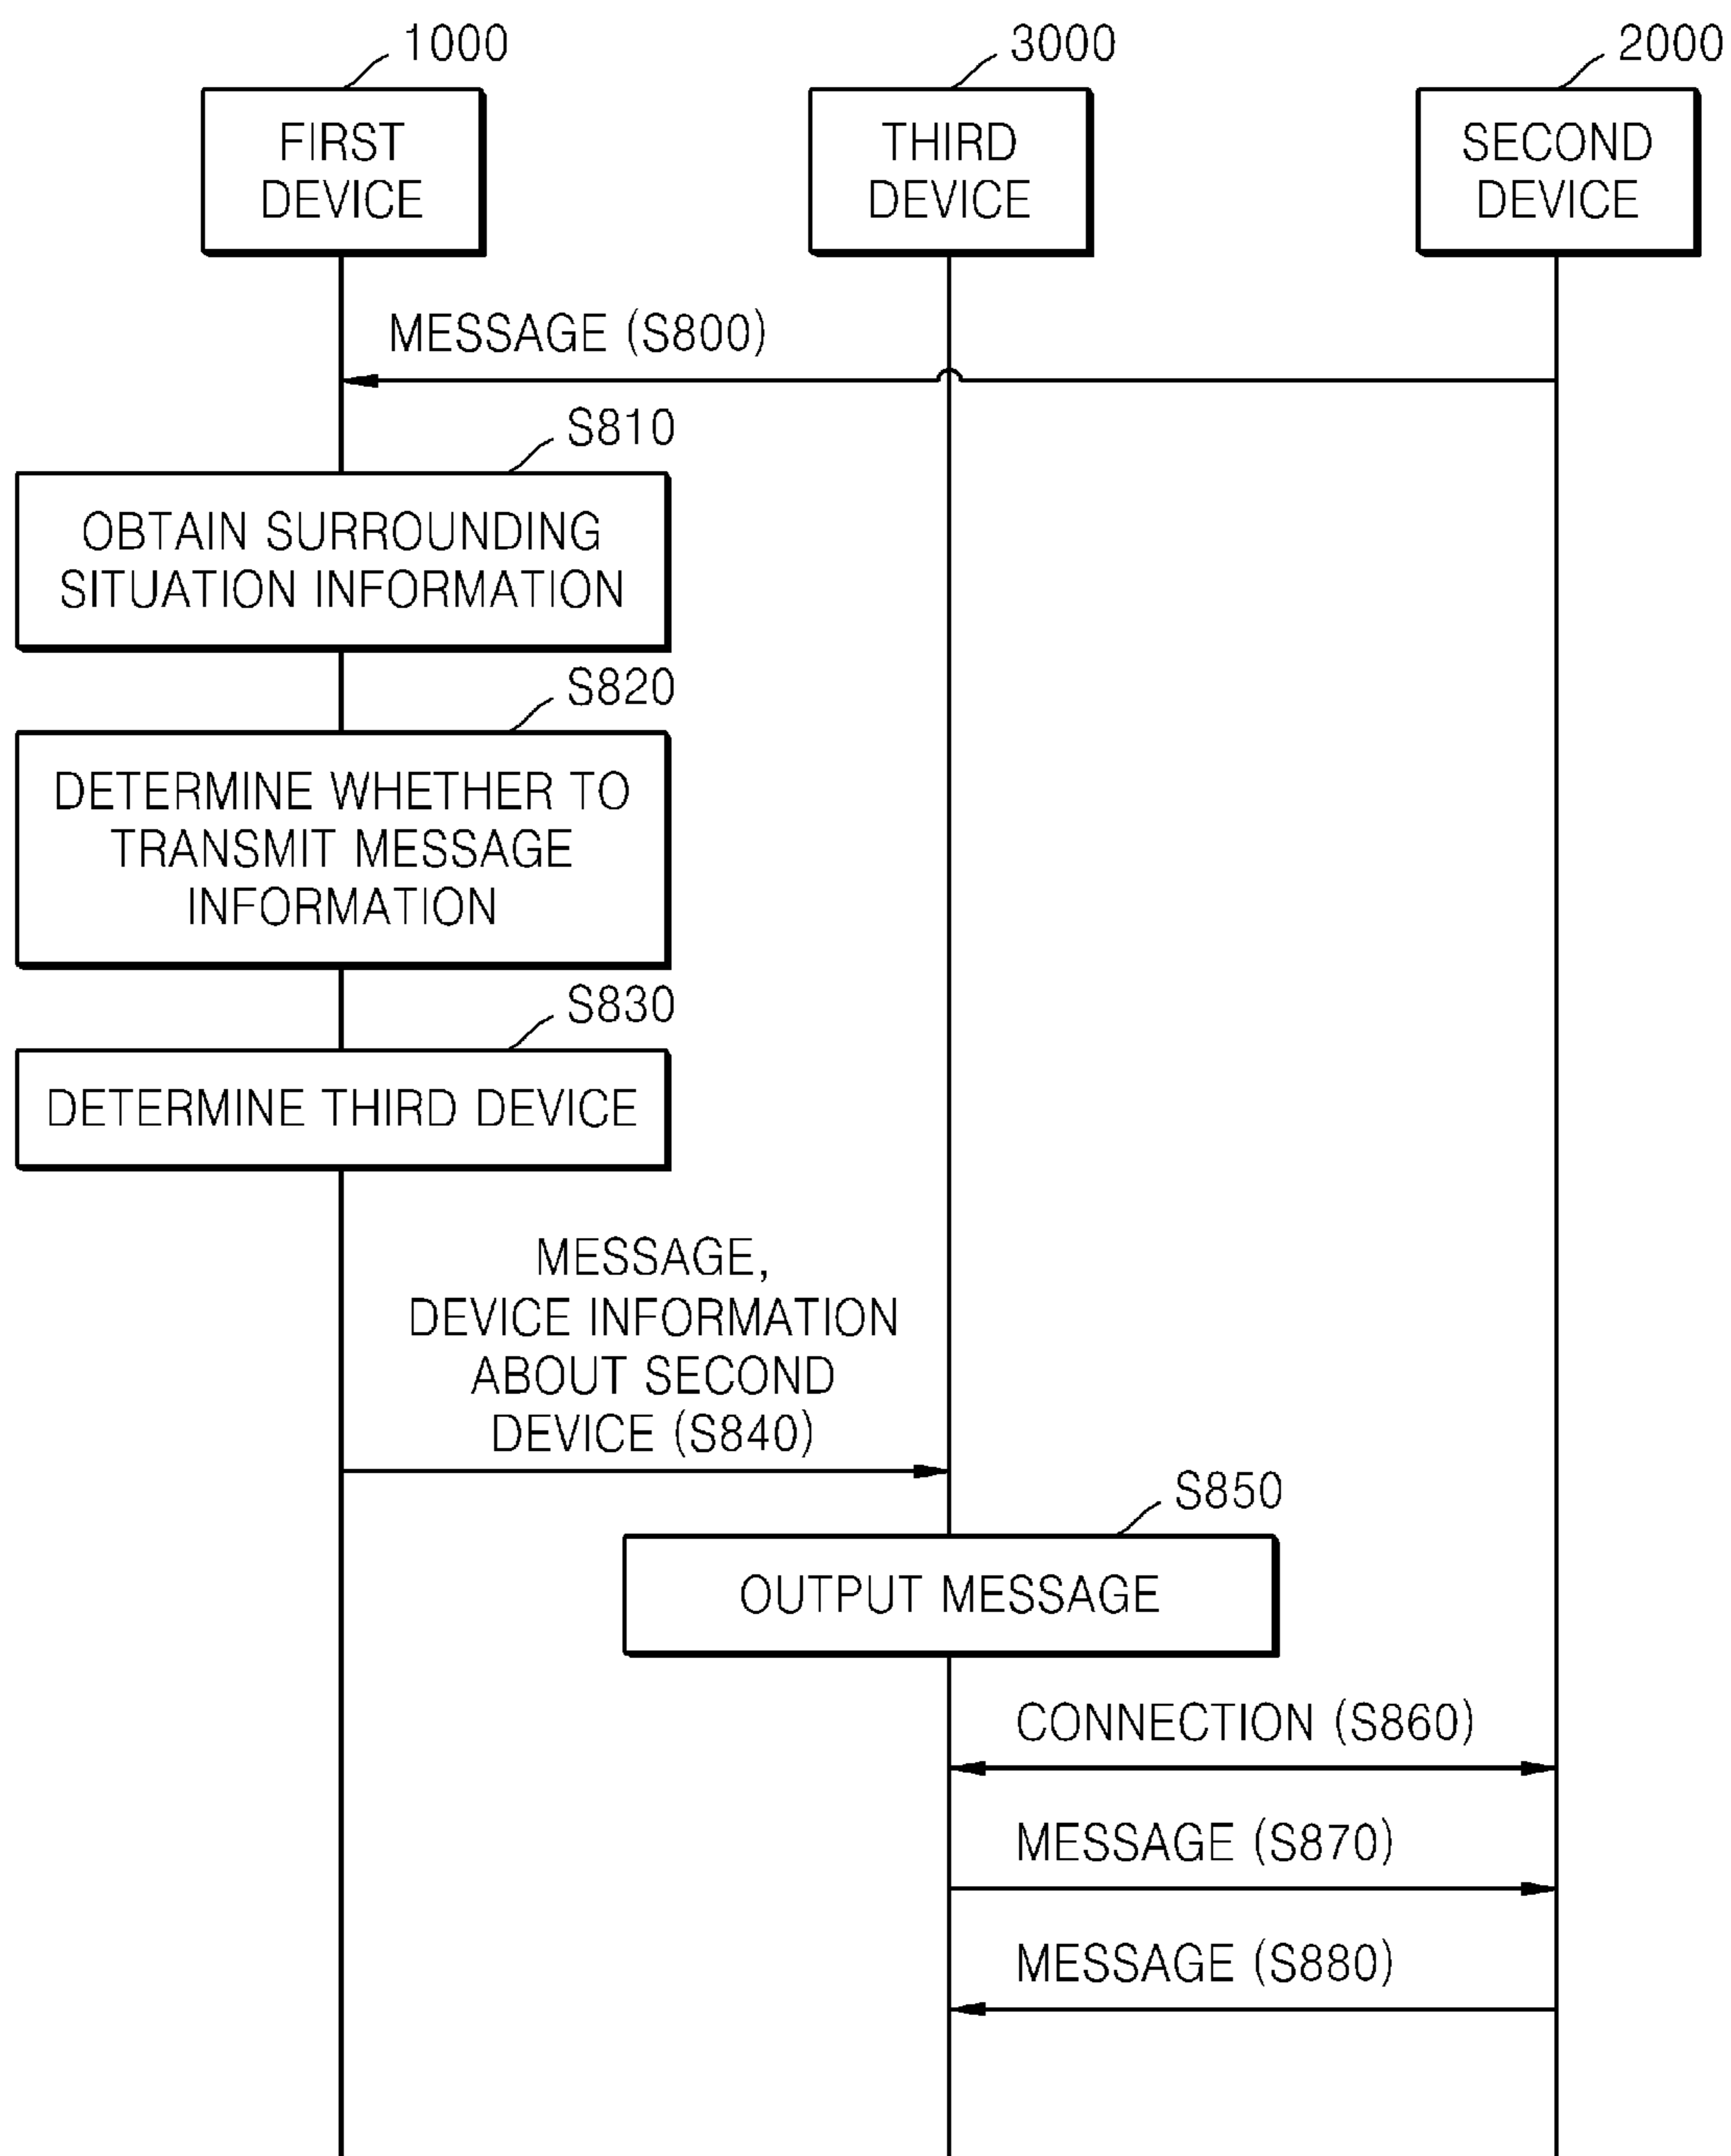 1000
3000
2000
FIRST
DEVICE
THIRD
DEVICE
SECOND
DEVICE
MESSAGE (S800)
S810
OBTAIN SURROUNDING
SITUATION INFORMATION
S820
DETERMINE WHETHER TO
TRANSMIT MESSAGE
INFORMATION
S830
DETERMINE THIRD DEVICE
MESSAGE,
DEVICE INFORMATION
ABOUT SECOND
DEVICE (S840)
S850
OUTPUT MESSAGE
CONNECTION (S860)
MESSAGE (S870)
MESSAGE (S880)